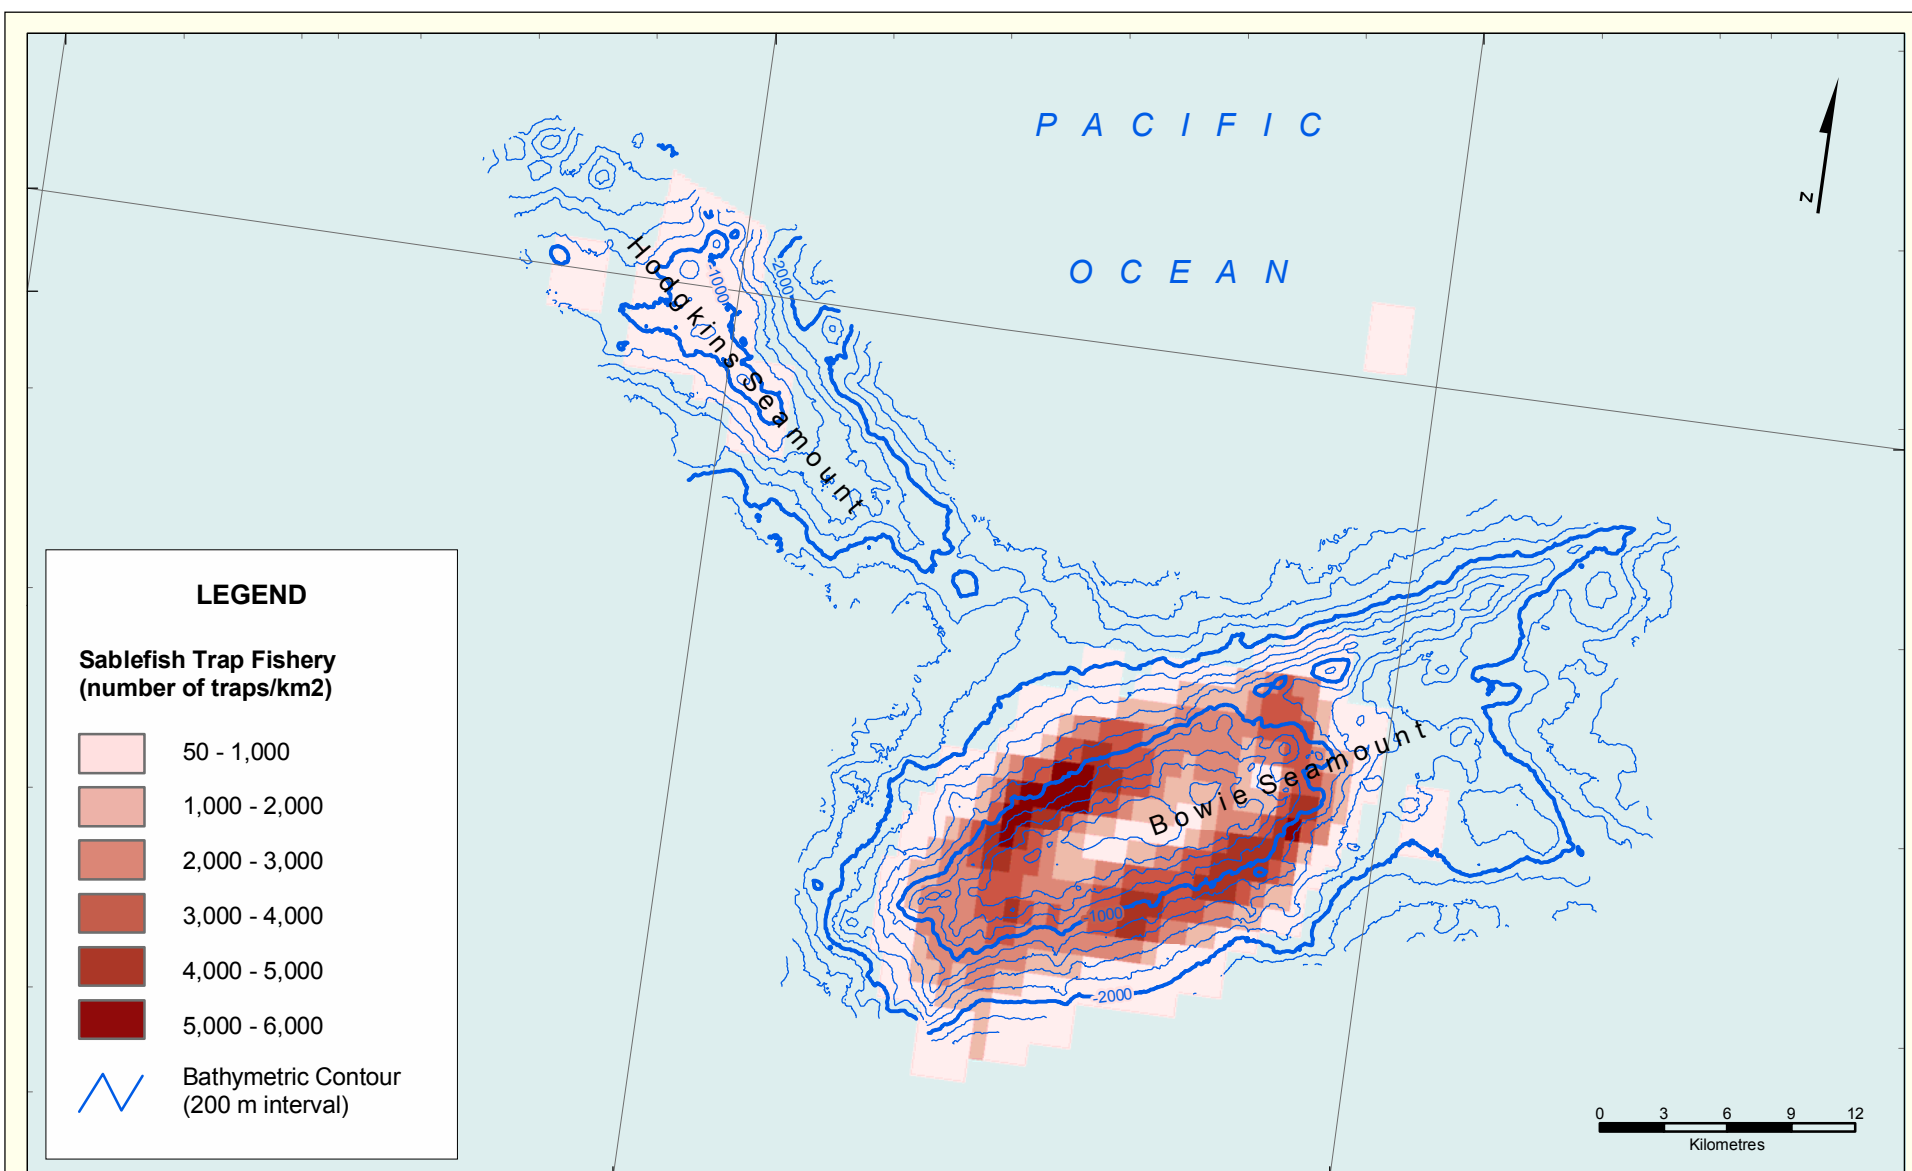 PACIFIC
OCEAN
N
Hodgkins Seamount
-1000
-2000
Bowie Seamount
-1000
-2000
LEGEND
Sablefish Trap Fishery
(number of traps/km2)
50 - 1,000
1,000 - 2,000
2,000 - 3,000
3,000 - 4,000
4,000 - 5,000
5,000 - 6,000
Bathymetric Contour
(200 m interval)
0 3 6 9 12
Kilometres